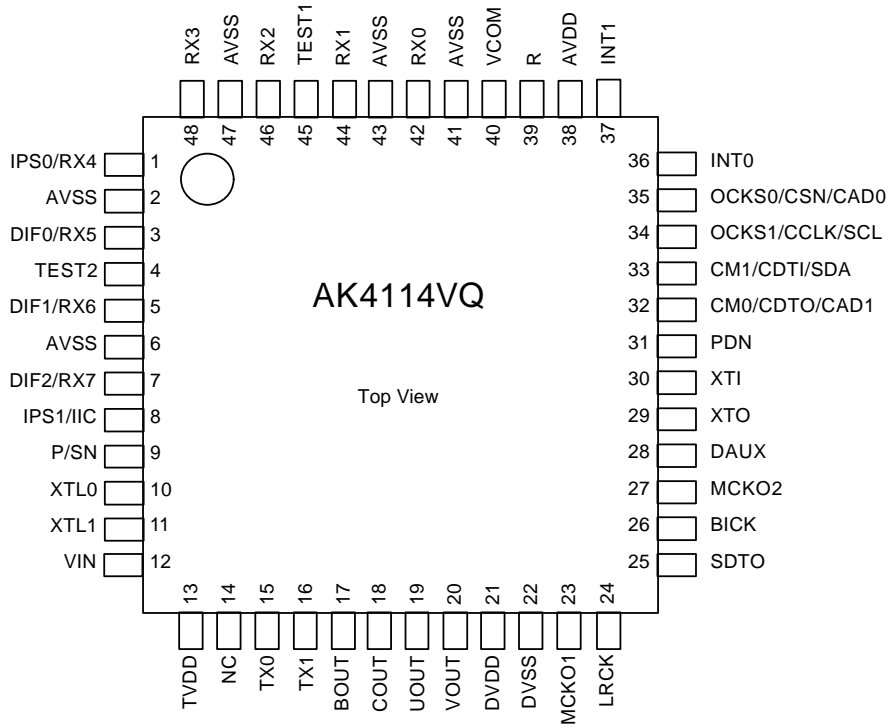 RX3 AVSS RX2 TEST1 RX1 AVSS RX0 AVSS VCOM R AVDD INT1
48 47 46 45 44 43 42 41 40 39 38 37
IPS0/RX4 1 36 INT0
AVSS 2 35 OCKS0/CSN/CAD0
DIF0/RX5 3 34 OCKS1/CCLK/SCL
TEST2 4 33 CM1/CDTI/SDA
DIF1/RX6 5 32 CM0/CDTO/CAD1
AVSS 6 31 PDN
DIF2/RX7 7 30 XTI
IPS1/IIC 8 29 XTO
P/SN 9 28 DAUX
XTL0 10 27 MCKO2
XTL1 11 26 BICK
VIN 12 25 SDTO
AK4114VQ
Top View
13 14 15 16 17 18 19 20 21 22 23 24
TVDD NC TX0 TX1 BOUT COUT UOUT VOUT DVDD DVSS MCKO1 LRCK